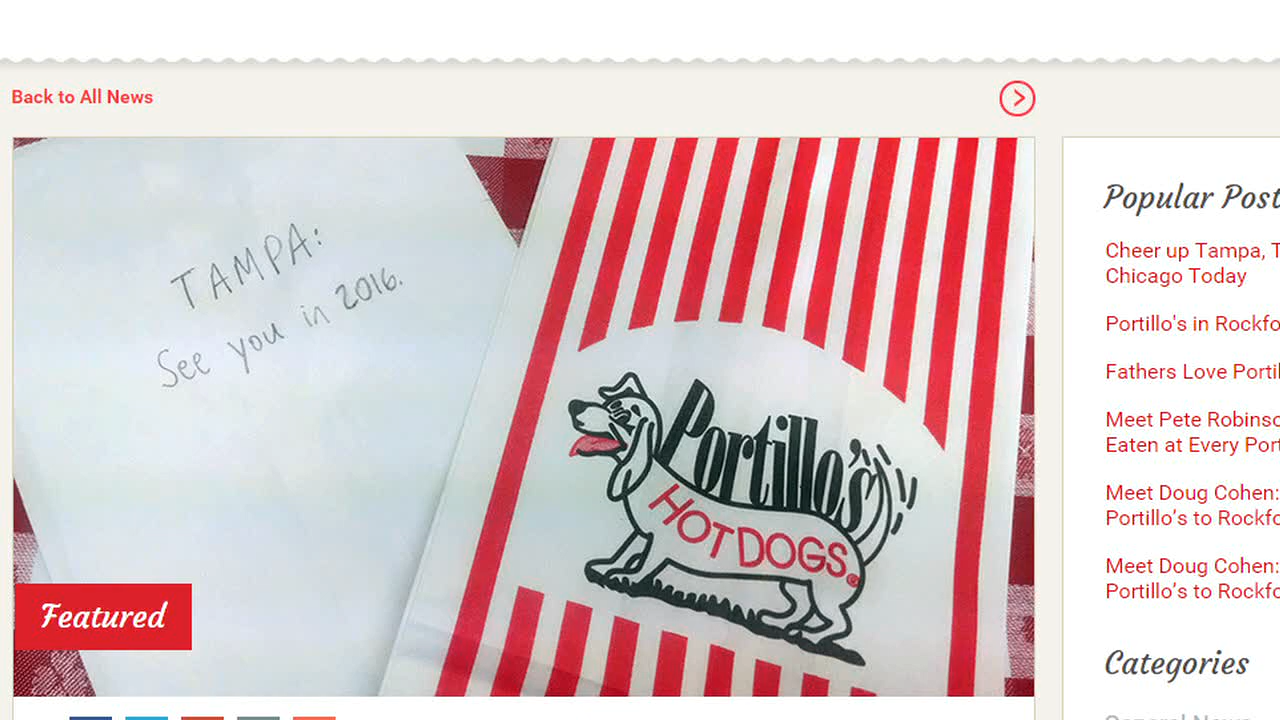 Back to All News
TAMPA:
See you in 2016.
Portillo's
HOT DOGS®
Featured
Popular Post
Cheer up Tampa, T
Chicago Today
Portillo's in Rockfo
Fathers Love Portil
Meet Pete Robinso
Eaten at Every Port
Meet Doug Cohen:
Portillo’s to Rockfo
Meet Doug Cohen:
Portillo’s to Rockfo
Categories
General News